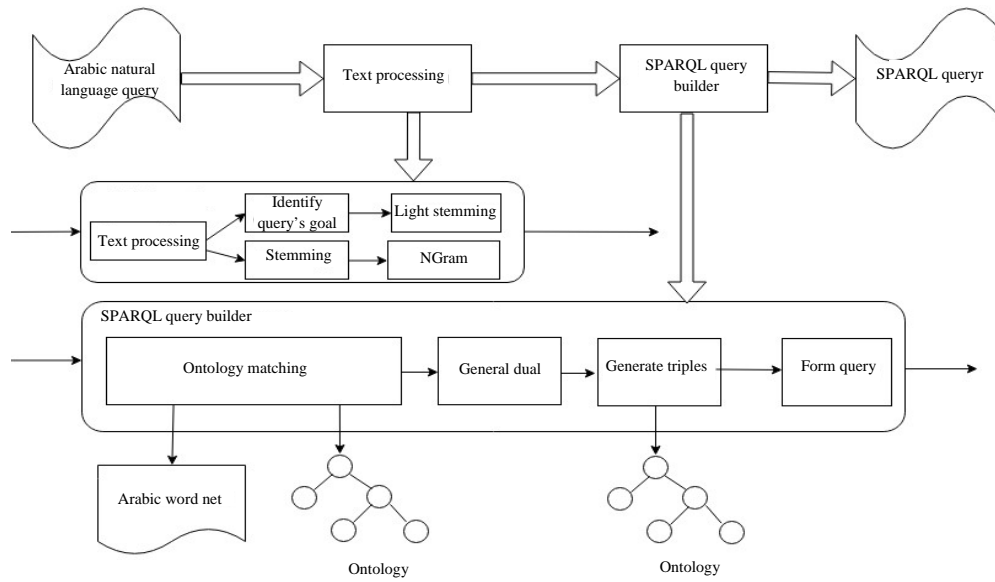 Arabic natural
language query
Text processing
SPARQL query
builder
SPARQL queryr
Identify
query's goal
Light stemming
Text processing
Stemming
NGram
SPARQL query builder
Ontology matching
General dual
Generate triples
Form query
Arabic word net
Ontology
Ontology